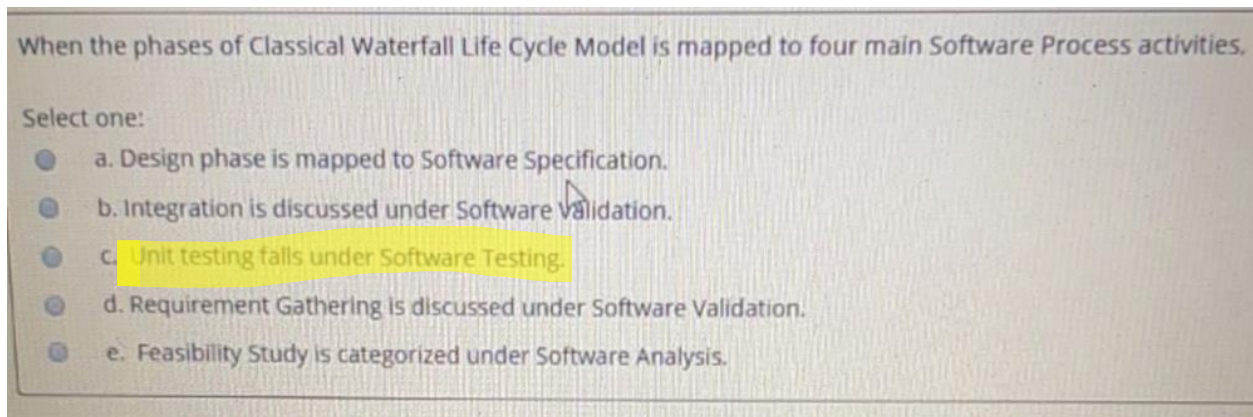 When the phases of Classical Waterfall Life Cycle Model is mapped to four main Software Process activities.
Select one:
a. Design phase is mapped to Software Specification.
b. Integration is discussed under Software Validation.
c. Unit testing falls under Software Testing.
d. Requirement Gathering is discussed under Software Validation.
e. Feasibility Study is categorized under Software Analysis.